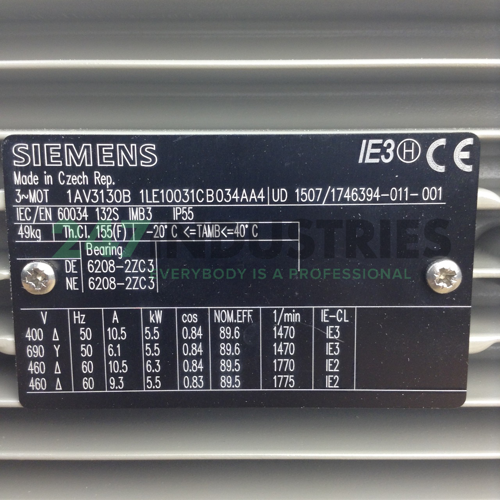 SIEMENS IE3 H CE
Made in Czech Rep.
3~MOT 1AV3130B 1LE10031CB034AA4 UD 1507/1746394-011-001
IEC/EN 60034 132S IMB3 IP55
49kg Th.Cl. 155(F) -20°C <=TAMB<=40°C
Bearing
DE 6208-2ZC3
NE 6208-2ZC3
24/7 INDUSTRIES
EVERYBODY IS A PROFESSIONAL
V Hz A kW cos NOM.EFF 1/min IE-CL
400 Δ 50 10.5 5.5 0.84 89.6 1470 IE3
690 Y 50 6.1 5.5 0.84 89.6 1470 IE3
460 Δ 60 10.5 6.3 0.84 89.5 1770 IE2
460 Δ 60 9.3 5.5 0.83 89.5 1775 IE2